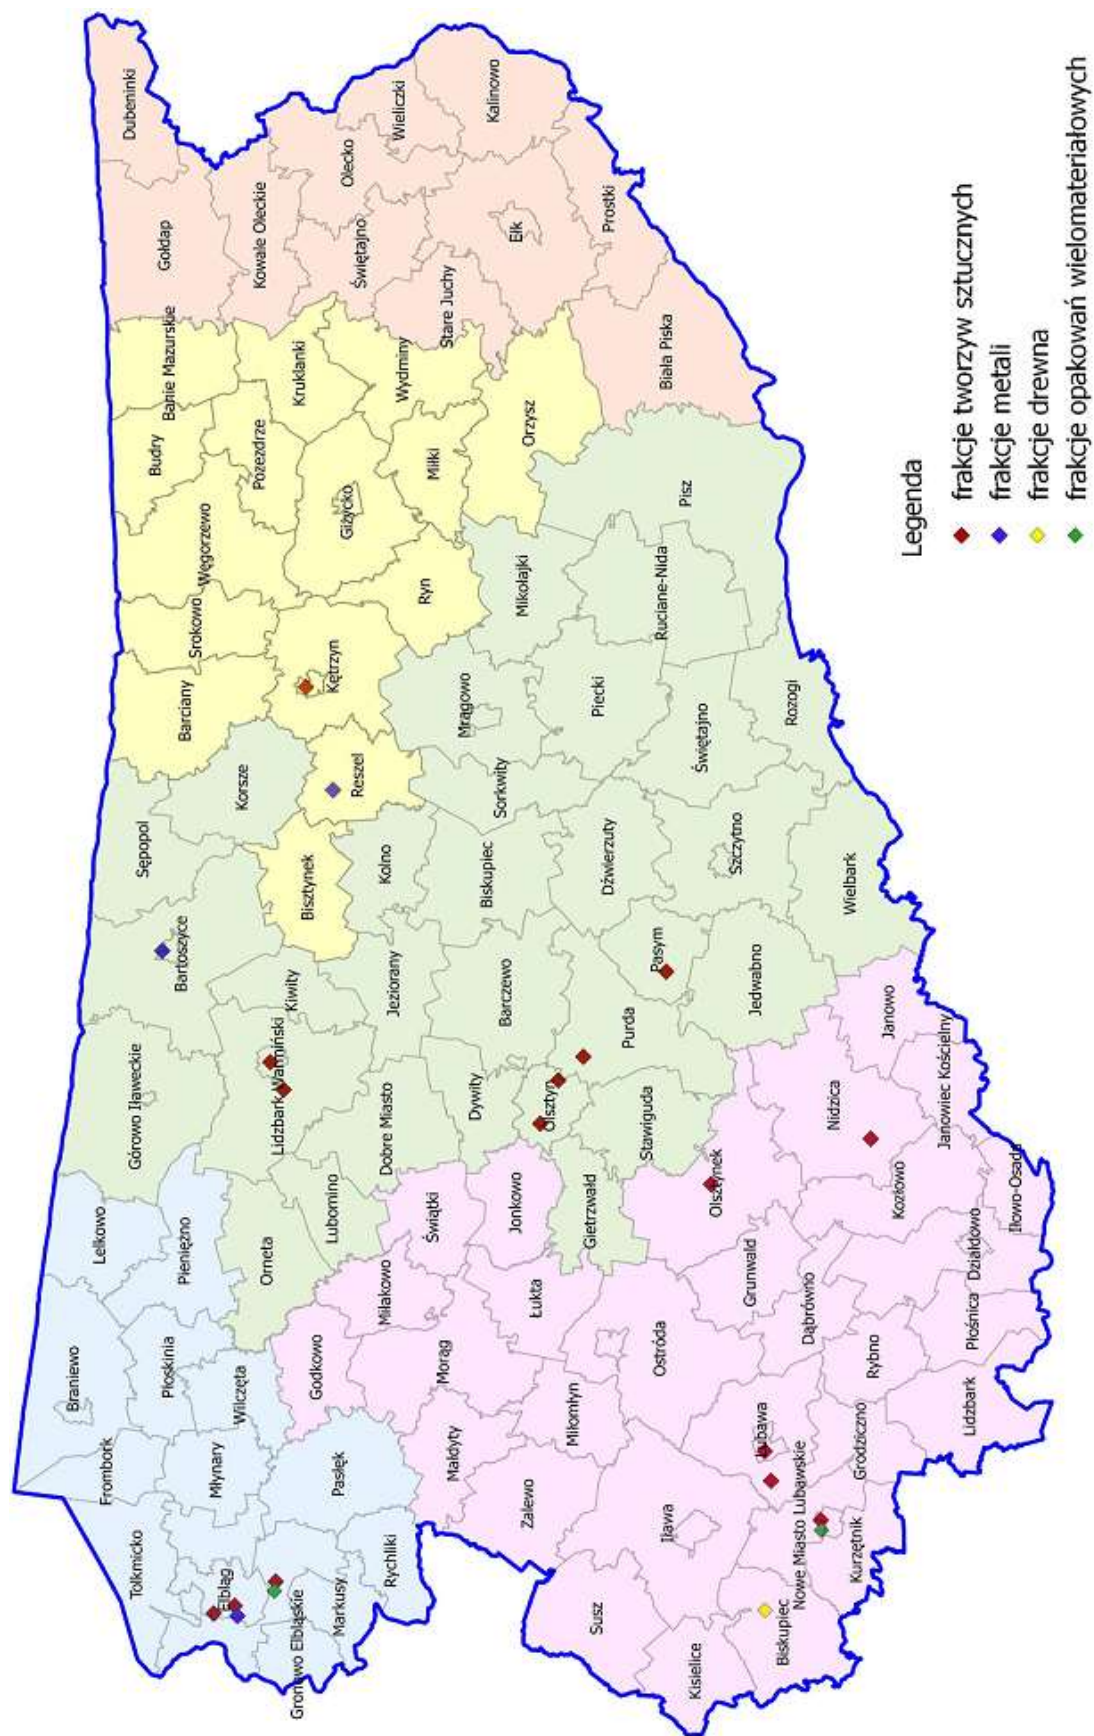 Dubeninki
Gołdap
Kowale Oleckie
Olecko
Wieliczki
Świętajno
Kalinowo
Ełk
Stare Juchy
Prostki
Biała Piska
Banie Mazurskie
Budry
Kruklanki
Pozezdrze
Wydminy
Węgorzewo
Giżycko
Miłki
Orzysz
Srokowo
Ryn
Barciany
Kętrzyn
Reszel
Bisztynek
Pisz
Mikołajki
Ruciane-Nida
Mrągowo
Piecki
Korsze
Sorkwity
Świętajno
Rozogi
Sępopol
Kolno
Biskupiec
Dźwierzuty
Szczytno
Wielbark
Bartoszyce
Kiwity
Jeziorany
Barczewo
Pasym
Jedwabno
Purda
Górowo Iławeckie
Lidzbark Warmiński
Dobre Miasto
Dywity
Olsztyn
Stawiguda
Lubomino
Orneta
Gietrzwałd
Janowo
Nidzica
Janowiec Kościelny
Kozłowo
Iłowo-Osada
Olsztynek
Jonkowo
Świątki
Działdowo
Grunwald
Dąbrówno
Płośnica
Rybno
Lidzbark
Miłakowo
Łukta
Ostróda
Godkowo
Morąg
Miłomłyn
Małdyty
Zalewo
Lubawa
Grodziczno
Iława
Nowe Miasto Lubawskie
Kurzętnik
Susz
Kisielice
Biskupiec
Lelkowo
Pieniężno
Braniewo
Płoskinia
Wilczęta
Frombork
Młynary
Pasłęk
Tolkmicko
Elbląg
Gronowo Elbląskie
Markusy
Rychliki
Legenda
frakcje tworzyw sztucznych
frakcje metali
frakcje drewna
frakcje opakowań wielomateriałowych